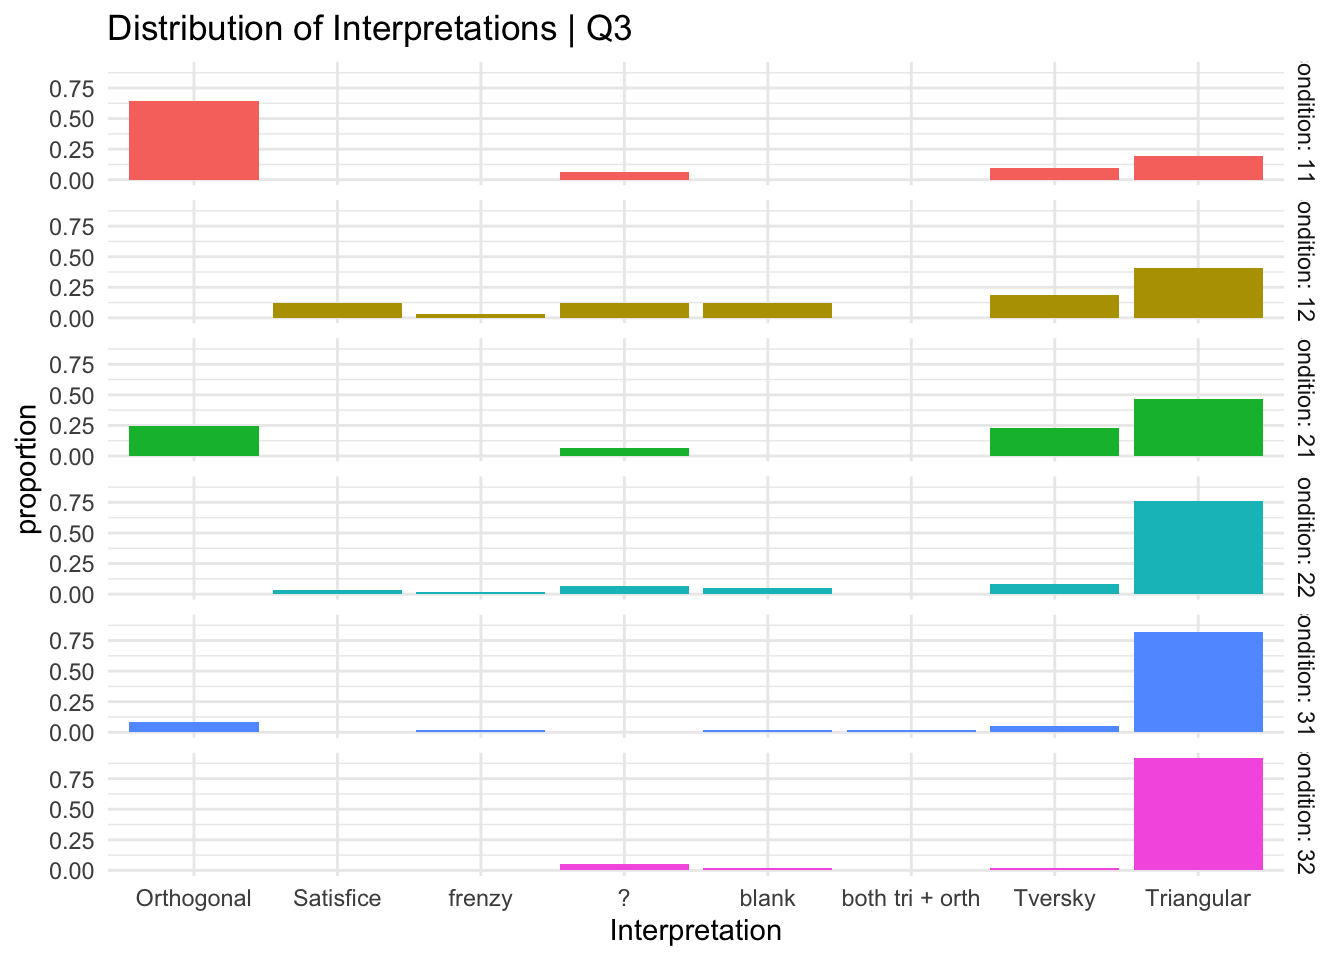 Distribution of Interpretations | Q3
0.75
0.50
0.25
0.00
ondition: 11
0.75
0.50
0.25
0.00
ondition: 12
0.75
0.50
0.25
0.00
ondition: 21
0.75
0.50
0.25
0.00
ondition: 22
0.75
0.50
0.25
0.00
ondition: 31
0.75
0.50
0.25
0.00
ondition: 32
proportion
Orthogonal Satisfice frenzy ? blank both tri + orth Tversky Triangular
Interpretation